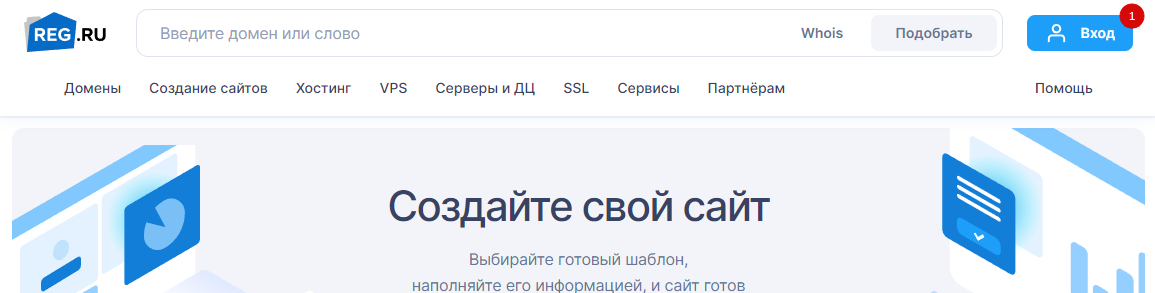 REG.RU
Введите домен или слово
Whois
Подобрать
Вход
1
Домены Создание сайтов Хостинг VPS Серверы и ДЦ SSL Сервисы Партнёрам Помощь
Создайте свой сайт
Выбирайте готовый шаблон,
наполняйте его информацией, и сайт готов